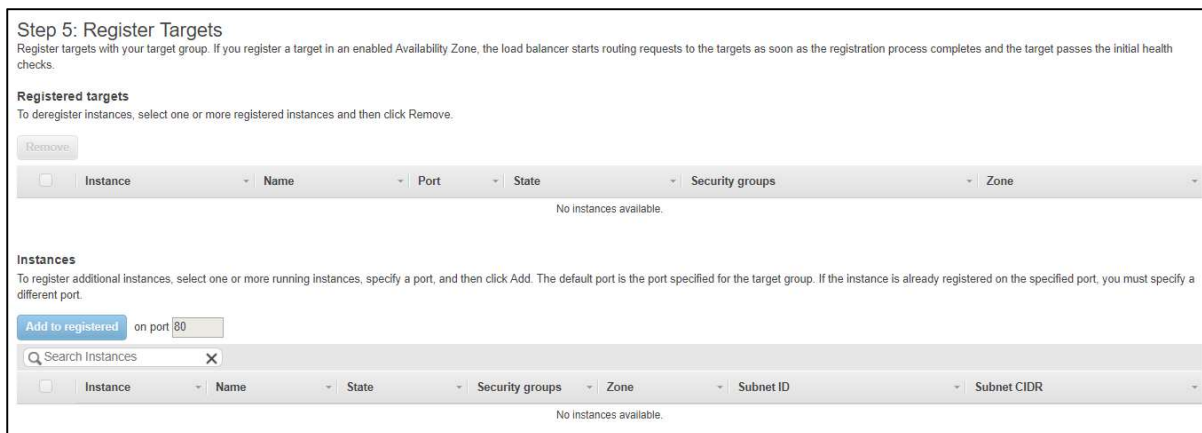 Step 5: Register Targets
Register targets with your target group. If you register a target in an enabled Availability Zone, the load balancer starts routing requests to the targets as soon as the registration process completes and the target passes the initial health
checks.
Registered targets
To deregister instances, select one or more registered instances and then click Remove.
Remove
Instance Name Port State Security groups Zone
No instances available.
Instances
To register additional instances, select one or more running instances, specify a port, and then click Add. The default port is the port specified for the target group. If the instance is already registered on the specified port, you must specify a
different port.
Add to registered on port 80
Search Instances
Instance Name State Security groups Zone Subnet ID Subnet CIDR
No instances available.